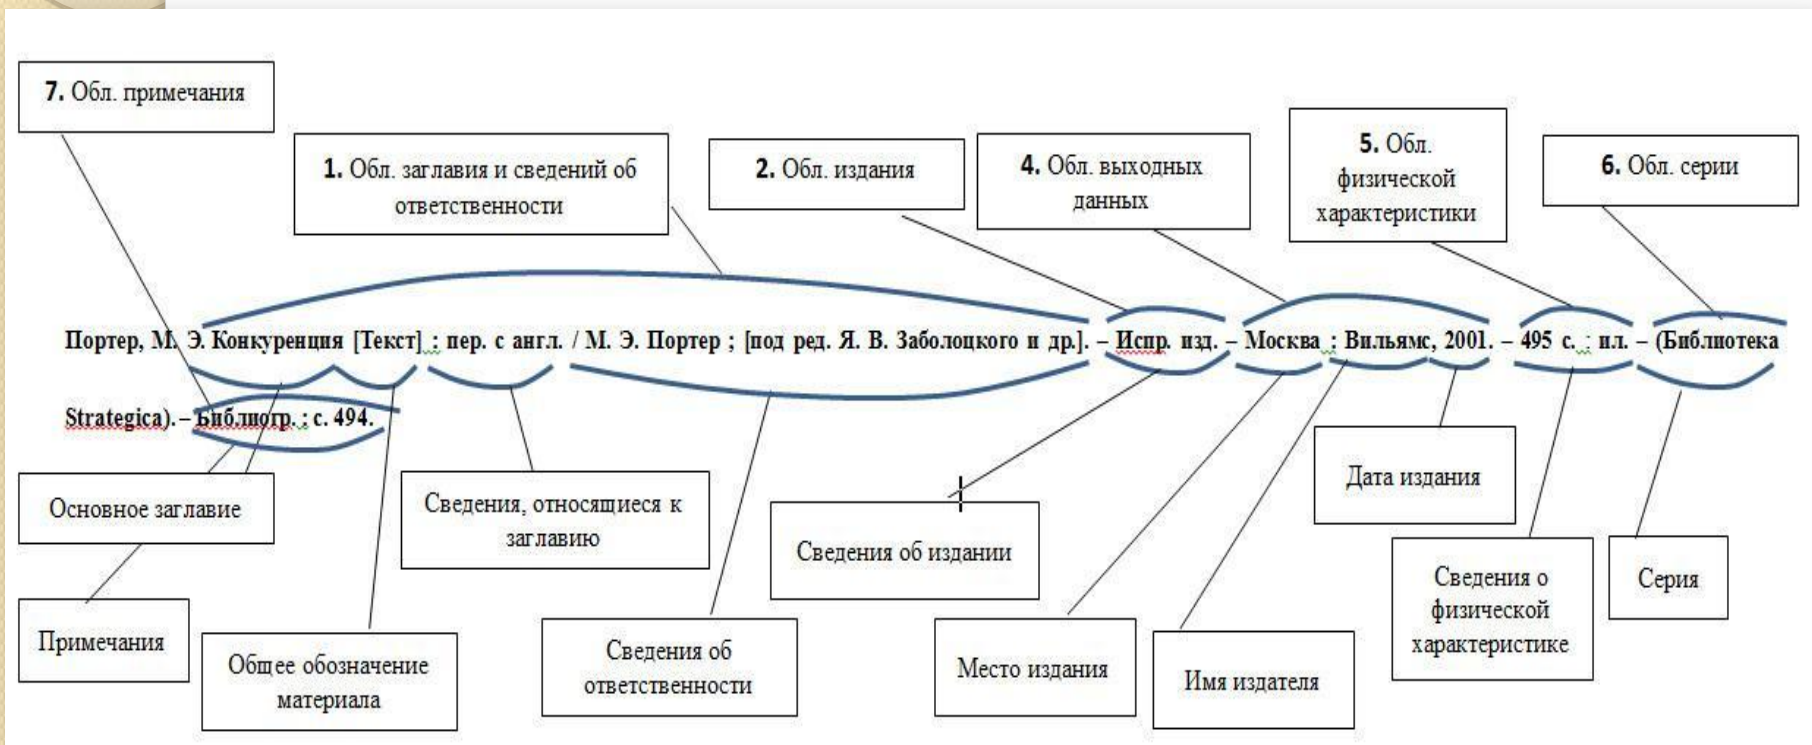 7. Обл. примечания
1. Обл. заглавия и сведений об
ответственности
2. Обл. издания
4. Обл. выходных
данных
5. Обл.
физической
характеристики
6. Обл. серии
Портер, М. Э. Конкуренция [Текст] : пер. с англ. / М. Э. Портер ; [под ред. Я. В. Заболоцкого и др.]. – Испр. изд. – Москва : Вильямс, 2001. – 495 с. : ил. – (Библиотека
Strategica). – Библиогр. : с. 494.
Основное заглавие
Сведения, относящиеся к
заглавию
Сведения об издании
Дата издания
Сведения о
физической
характеристике
Серия
Примечания
Общее обозначение
материала
Сведения об
ответственности
Место издания
Имя издателя